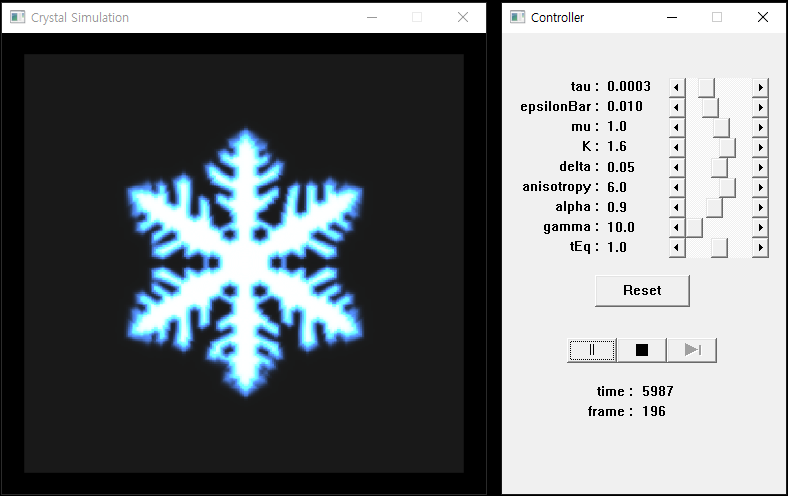 Crystal Simulation
Controller
tau : 0.0003
epsilonBar : 0.010
mu : 1.0
K : 1.6
delta : 0.05
anisotropy : 6.0
alpha : 0.9
gamma : 10.0
tEq : 1.0
Reset
time : 5987
frame : 196